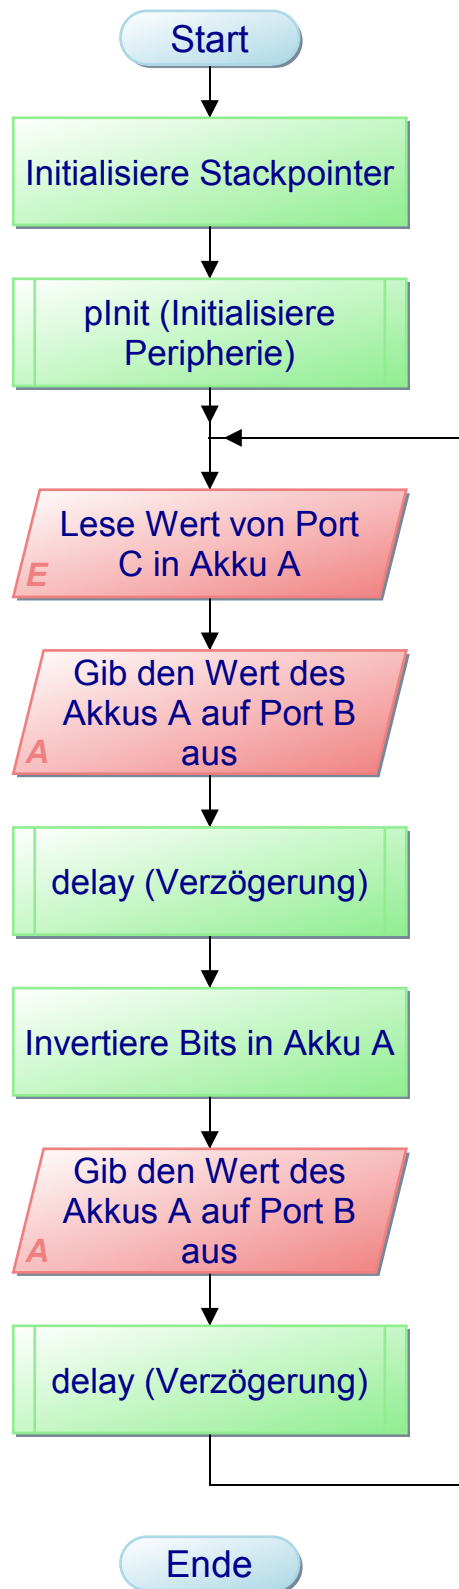 Start
Initialisiere Stackpointer
pInit (Initialisiere
Peripherie)
Lese Wert von Port
C in Akku A
E
Gib den Wert des
Akkus A auf Port B
aus
A
delay (Verzögerung)
Invertiere Bits in Akku A
Gib den Wert des
Akkus A auf Port B
aus
A
delay (Verzögerung)
Ende